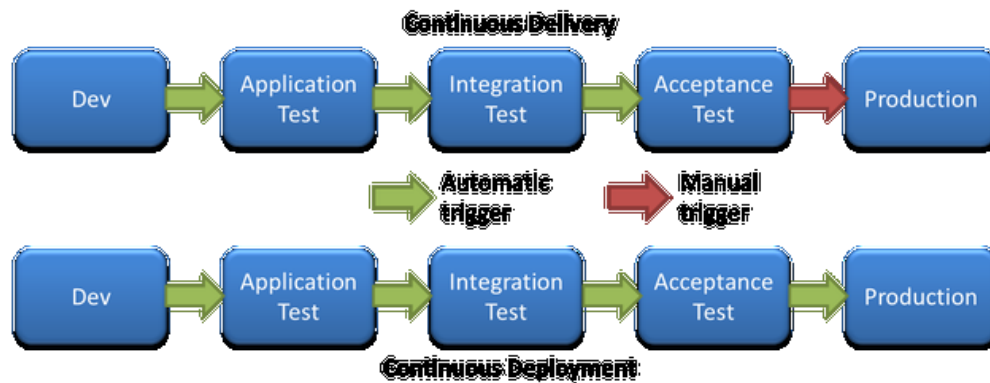 Continuous Delivery
Dev
Application
Test
Integration
Test
Acceptance
Test
Production
Automatic
trigger
Manual
trigger
Dev
Application
Test
Integration
Test
Acceptance
Test
Production
Continuous Deployment